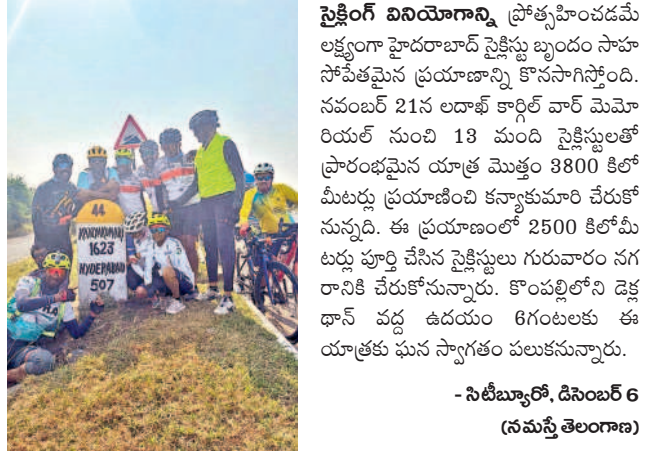 44
KANYAKUMARI
1623
HYDERABAD
507
సైక్లింగ్ వినియోగాన్ని ప్రోత్సహించడమే
లక్ష్యంగా హైదరాబాద్ సైక్లిస్టు బృందం సాహ
సోపేతమైన ప్రయాణాన్ని కొనసాగిస్తోంది.
నవంబర్ 21న లదాఖ్ కార్గిల్ వార్ మెమో
రియల్ నుంచి 13 మంది సైక్లిస్టులతో
ప్రారంభమైన యాత్ర మొత్తం 3800 కిలో
మీటర్లు ప్రయాణించి కన్యాకుమారి చేరుకో
నున్నది. ఈ ప్రయాణంలో 2500 కిలోమీ
టర్లు పూర్తి చేసిన సైక్లిస్టులు గురువారం నగ
రానికి చేరుకోనున్నారు. కొంపల్లిలోని డెక్ల
థాన్ వద్ద ఉదయం 6గంటలకు ఈ
యాత్రకు ఘన స్వాగతం పలుకనున్నారు.
- సిటీబ్యూరో, డిసెంబర్ 6
(నమస్తే తెలంగాణ)